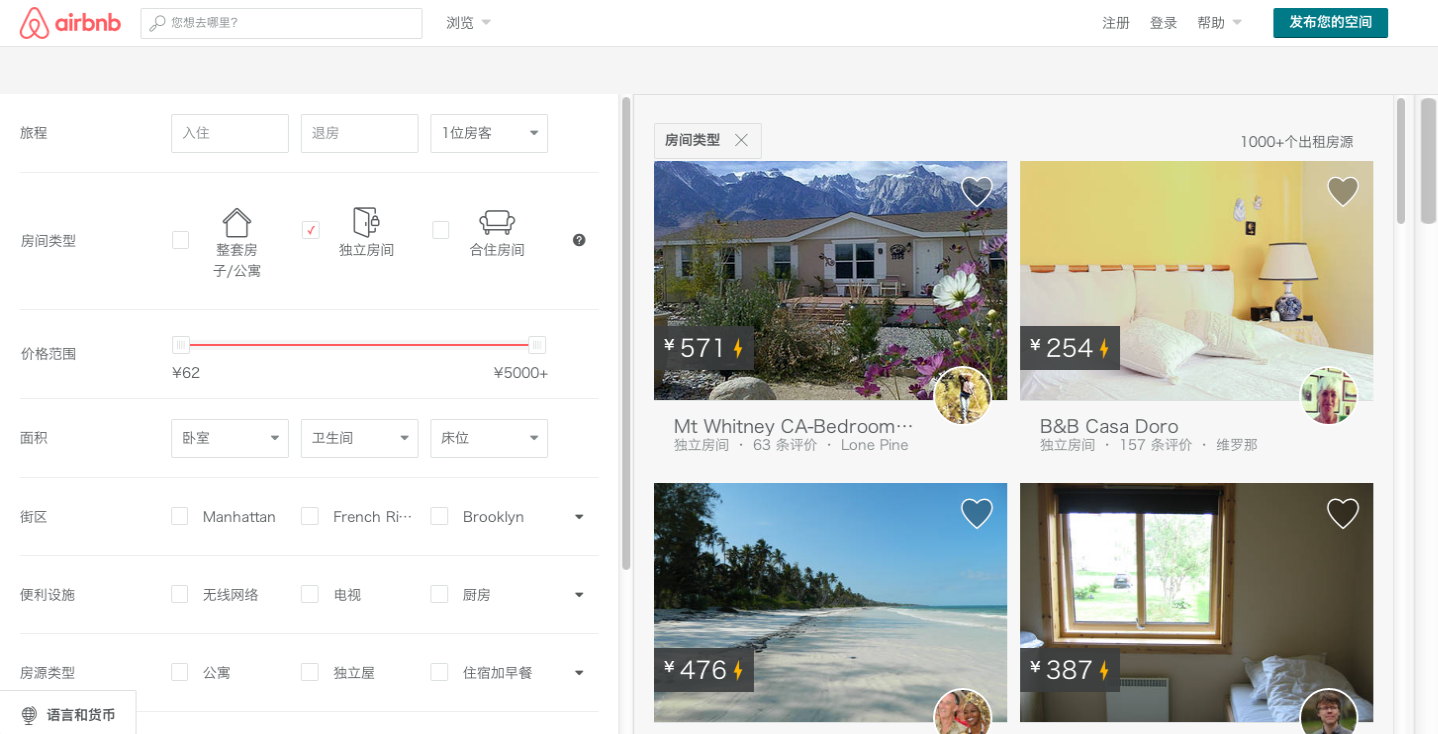 airbnb
您想去哪里?
浏览
注册
登录
帮助
发布您的空间
旅程
入住
退房
1位房客
房间类型
整套房
子/公寓
独立房间
合住房间
价格范围
¥62
¥5000+
面积
卧室
卫生间
床位
街区
Manhattan
French Ri…
Brooklyn
便利设施
无线网络
电视
厨房
房源类型
公寓
独立屋
住宿加早餐
语言和货币
房间类型
1000+个出租房源
¥571
Mt Whitney CA-Bedroom…
独立房间 · 63 条评价 · Lone Pine
¥254
B&B Casa Doro
独立房间 · 157 条评价 · 维罗那
¥476
¥387